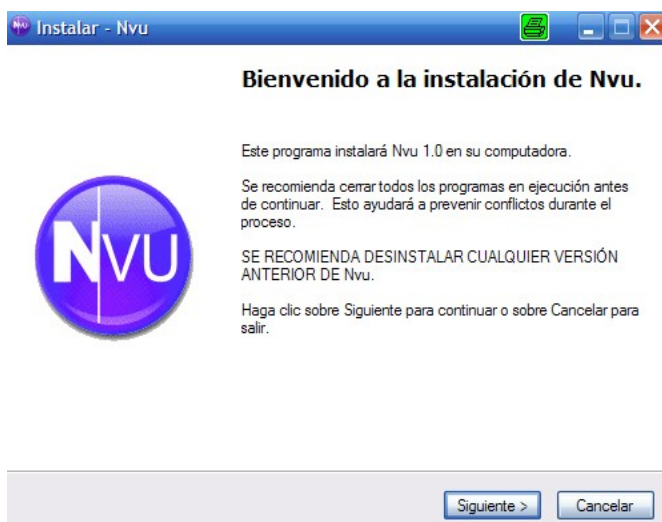 Instalar - Nvu
Bienvenido a la instalación de Nvu.
Este programa instalará Nvu 1.0 en su computadora.
Se recomienda cerrar todos los programas en ejecución antes
de continuar. Esto ayudará a prevenir conflictos durante el
proceso.
SE RECOMIENDA DESINSTALAR CUALQUIER VERSIÓN
ANTERIOR DE Nvu.
Haga clic sobre Siguiente para continuar o sobre Cancelar para
salir.
NVU
Siguiente >
Cancelar